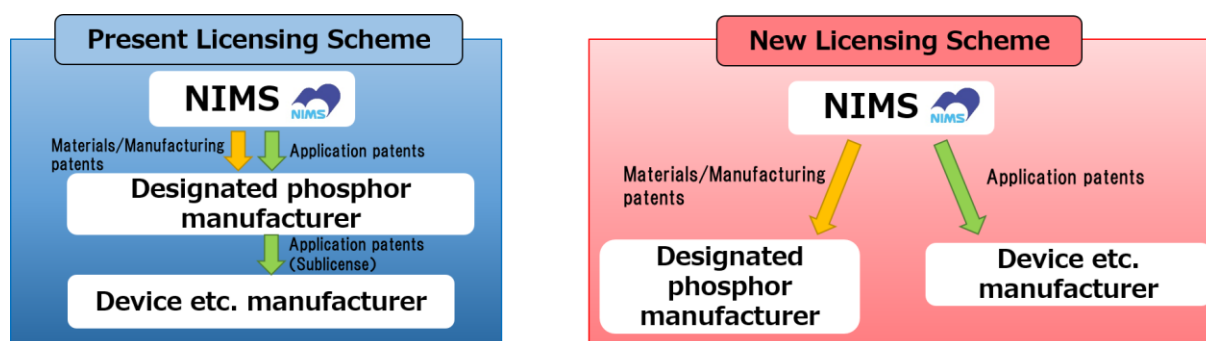 Present Licensing Scheme
NIMS
NIMS
Materials/Manufacturing
patents
Application patents
Designated phosphor
manufacturer
Application patents
(Sublicense)
Device etc. manufacturer
New Licensing Scheme
NIMS
NIMS
Materials/Manufacturing
patents
Application patents
Designated
phosphor
manufacturer
Device etc.
manufacturer